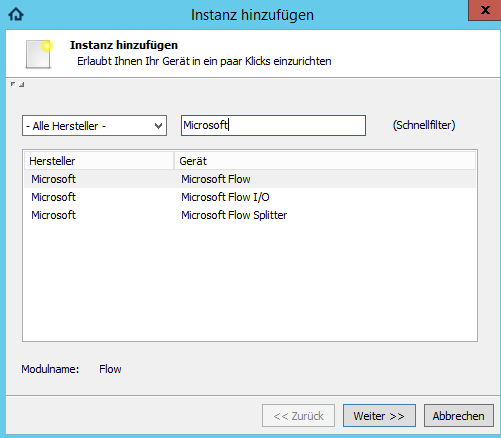 Instanz hinzufügen
x
Instanz hinzufügen
Erlaubt Ihnen Ihr Gerät in ein paar Klicks einzurichten
- Alle Hersteller - Microsoft (Schnellfilter)
Hersteller Gerät
Microsoft Microsoft Flow
Microsoft Microsoft Flow I/O
Microsoft Microsoft Flow Splitter
Modulname: Flow
<< Zurück Weiter >> Abbrechen